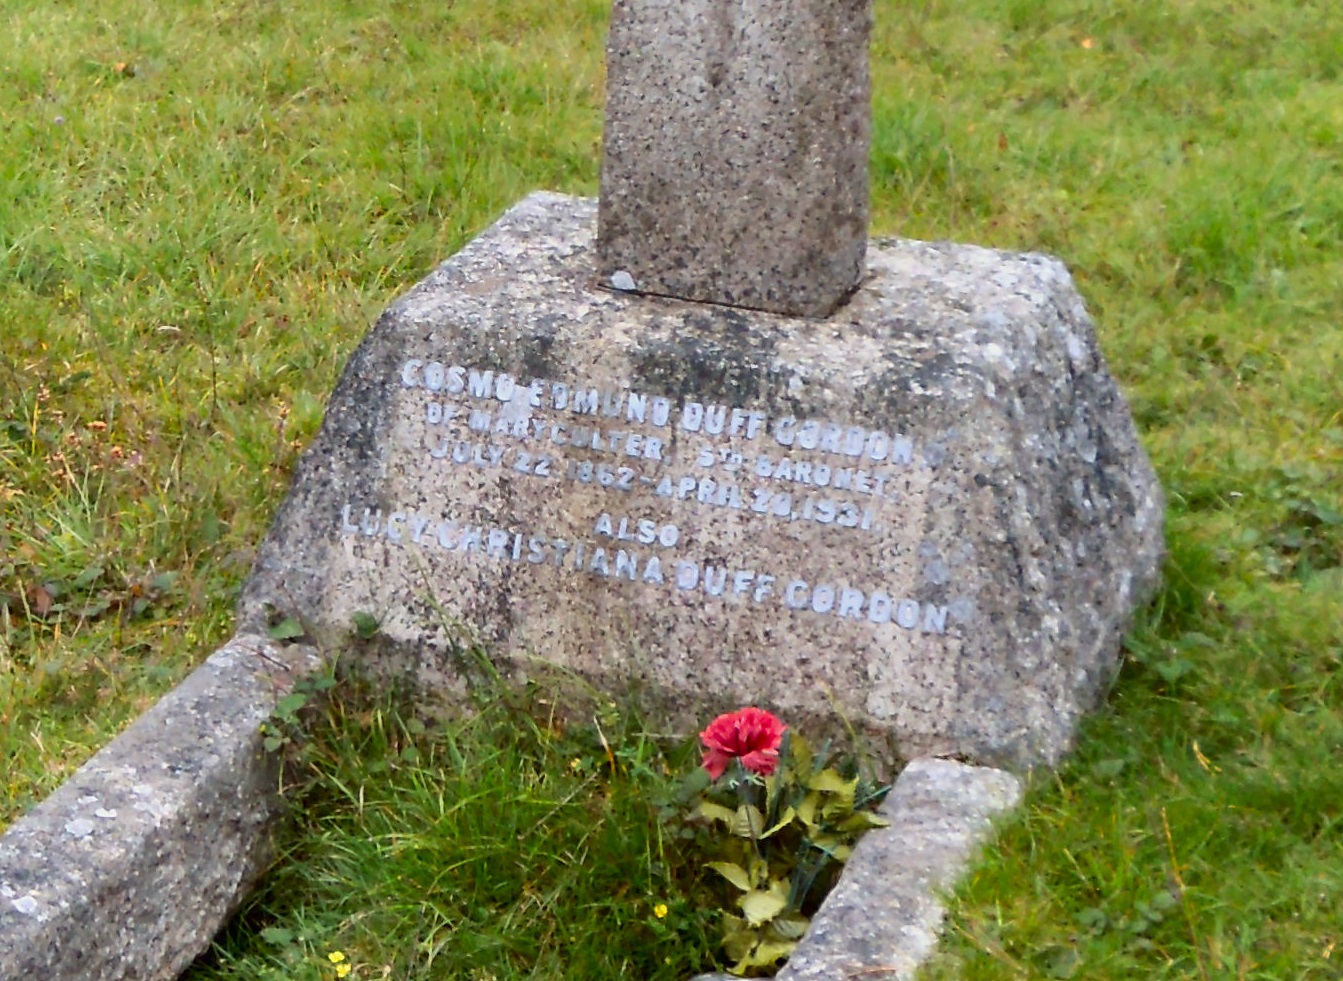 COSMO EDMUND DUFF GORDON,
OF MARYCULTER, 5TH BARONET,
JULY 22 1862 - APRIL 20, 1931,
ALSO
LUCY CHRISTIANA DUFF GORDON